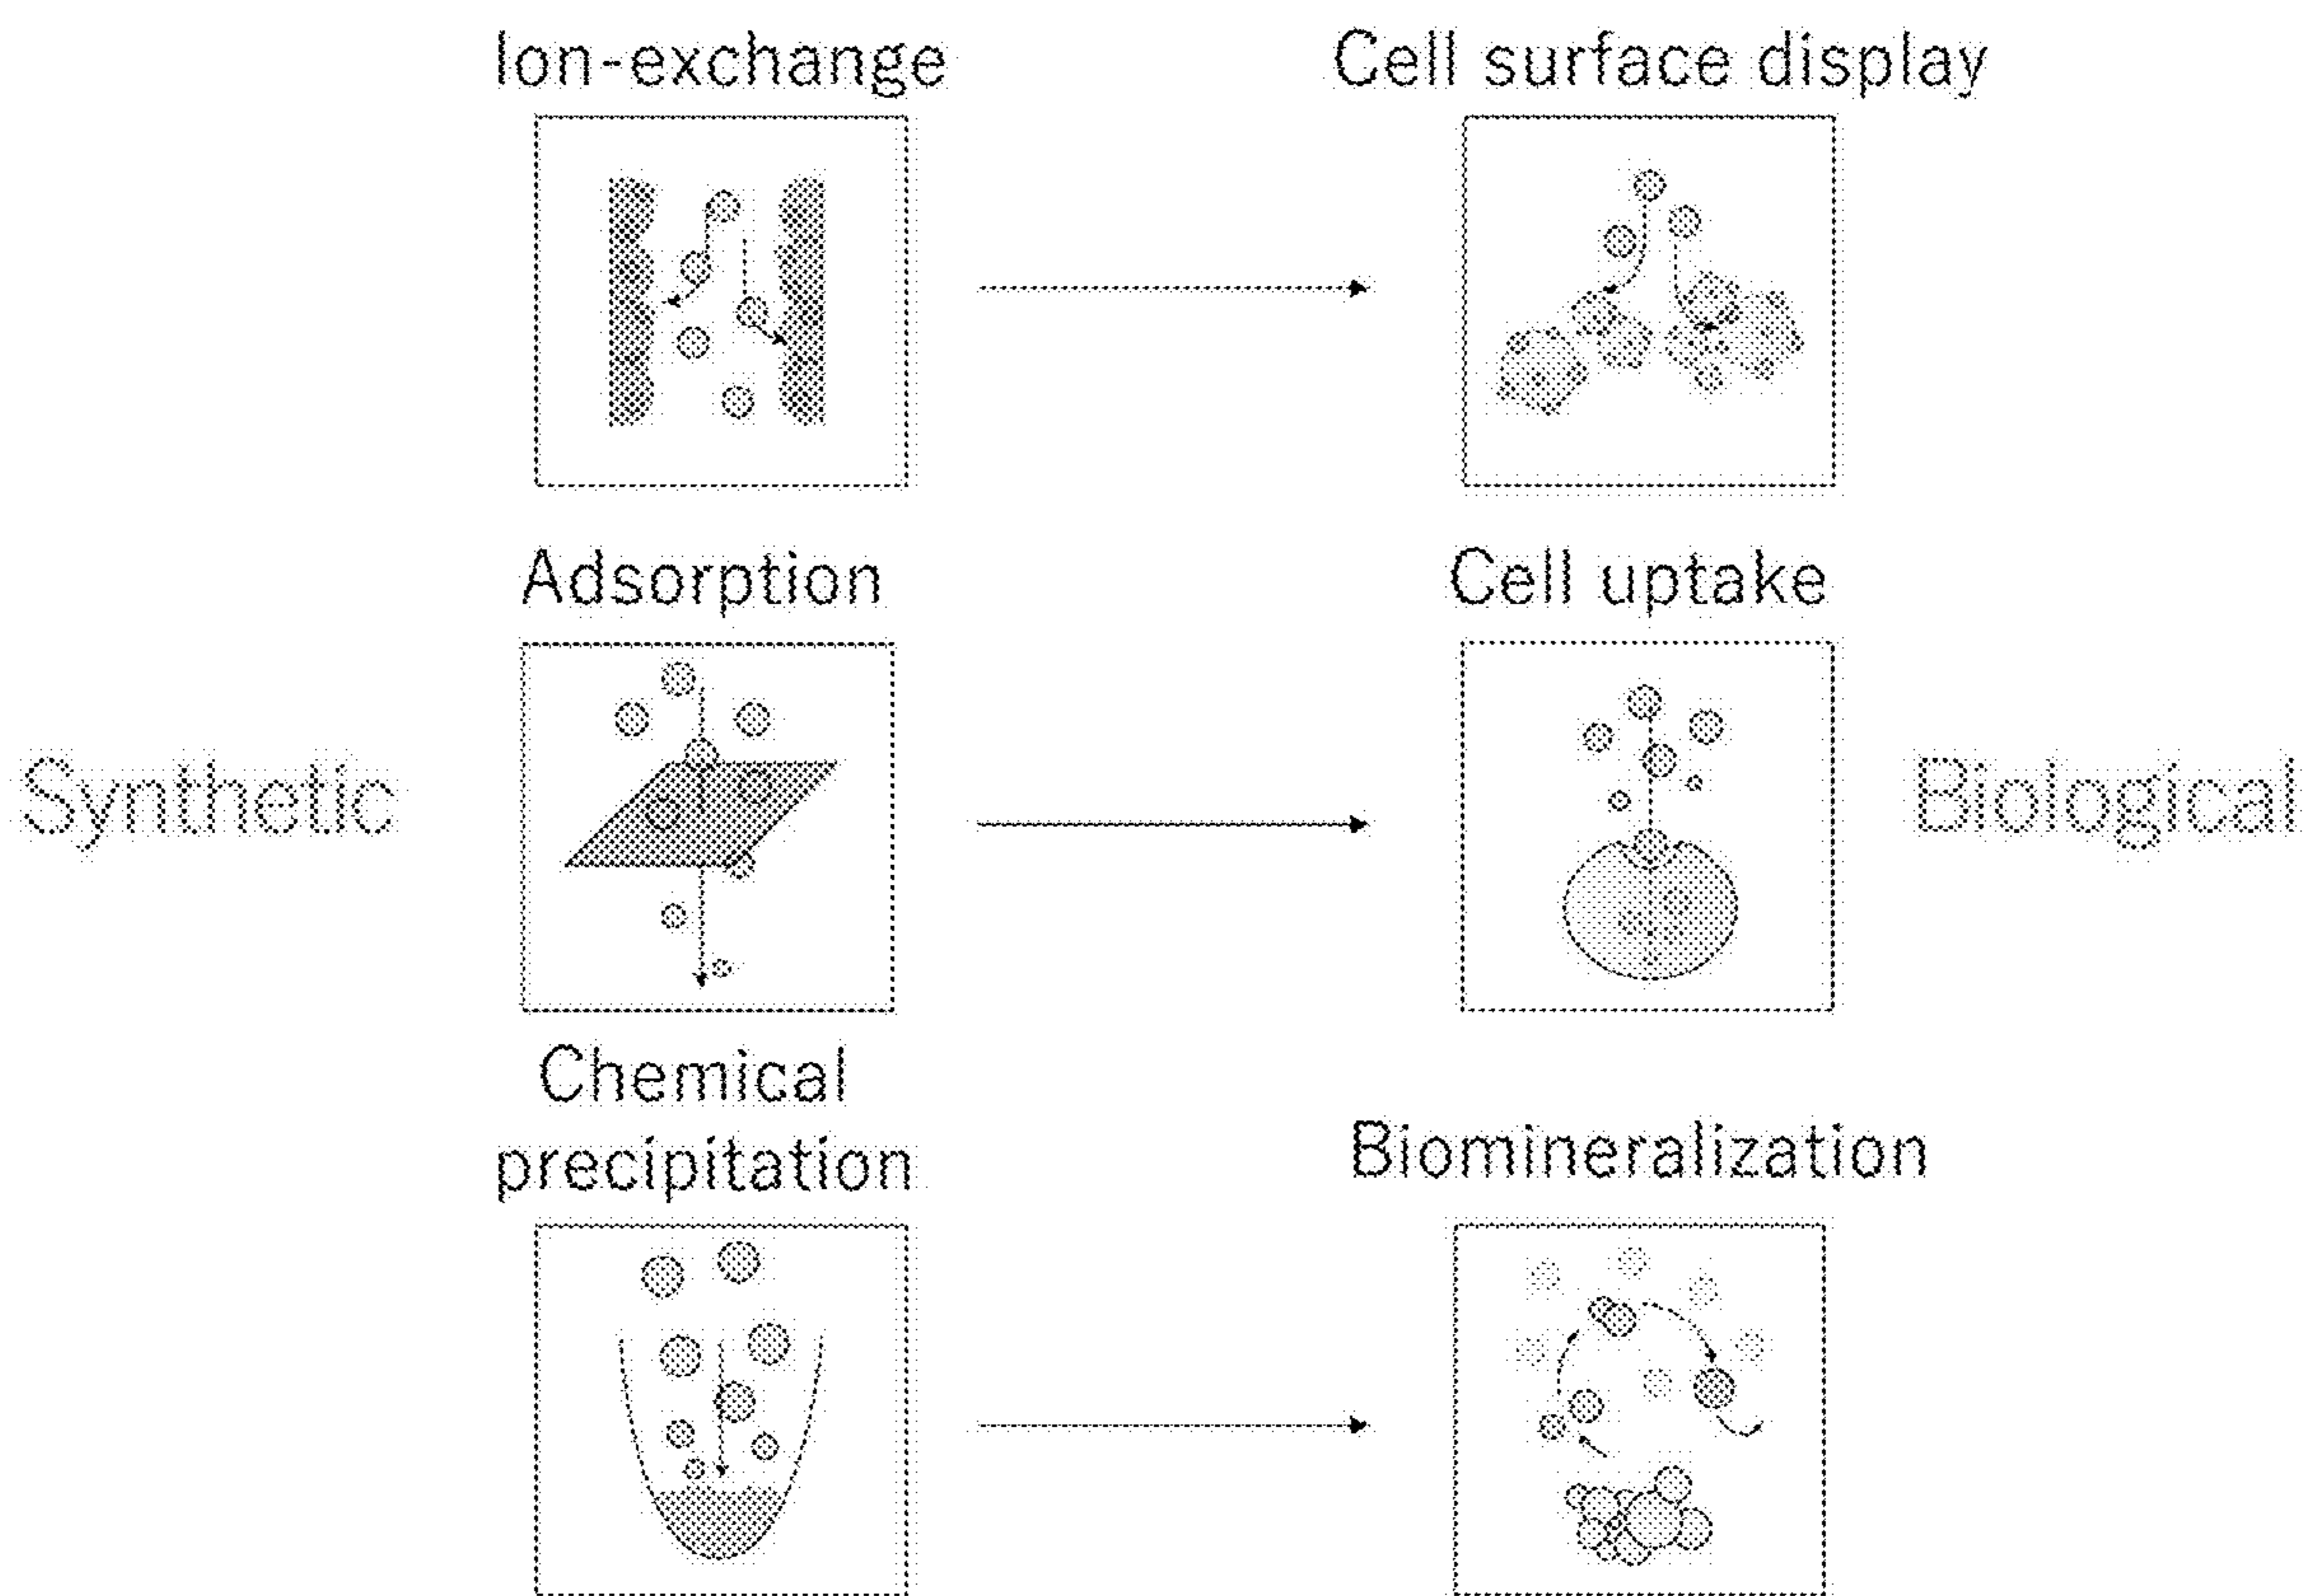 Ion-exchange
Cell surface display
Adsorption
Cell uptake
Synthetic
Biological
Chemical
precipitation
Biomineralization